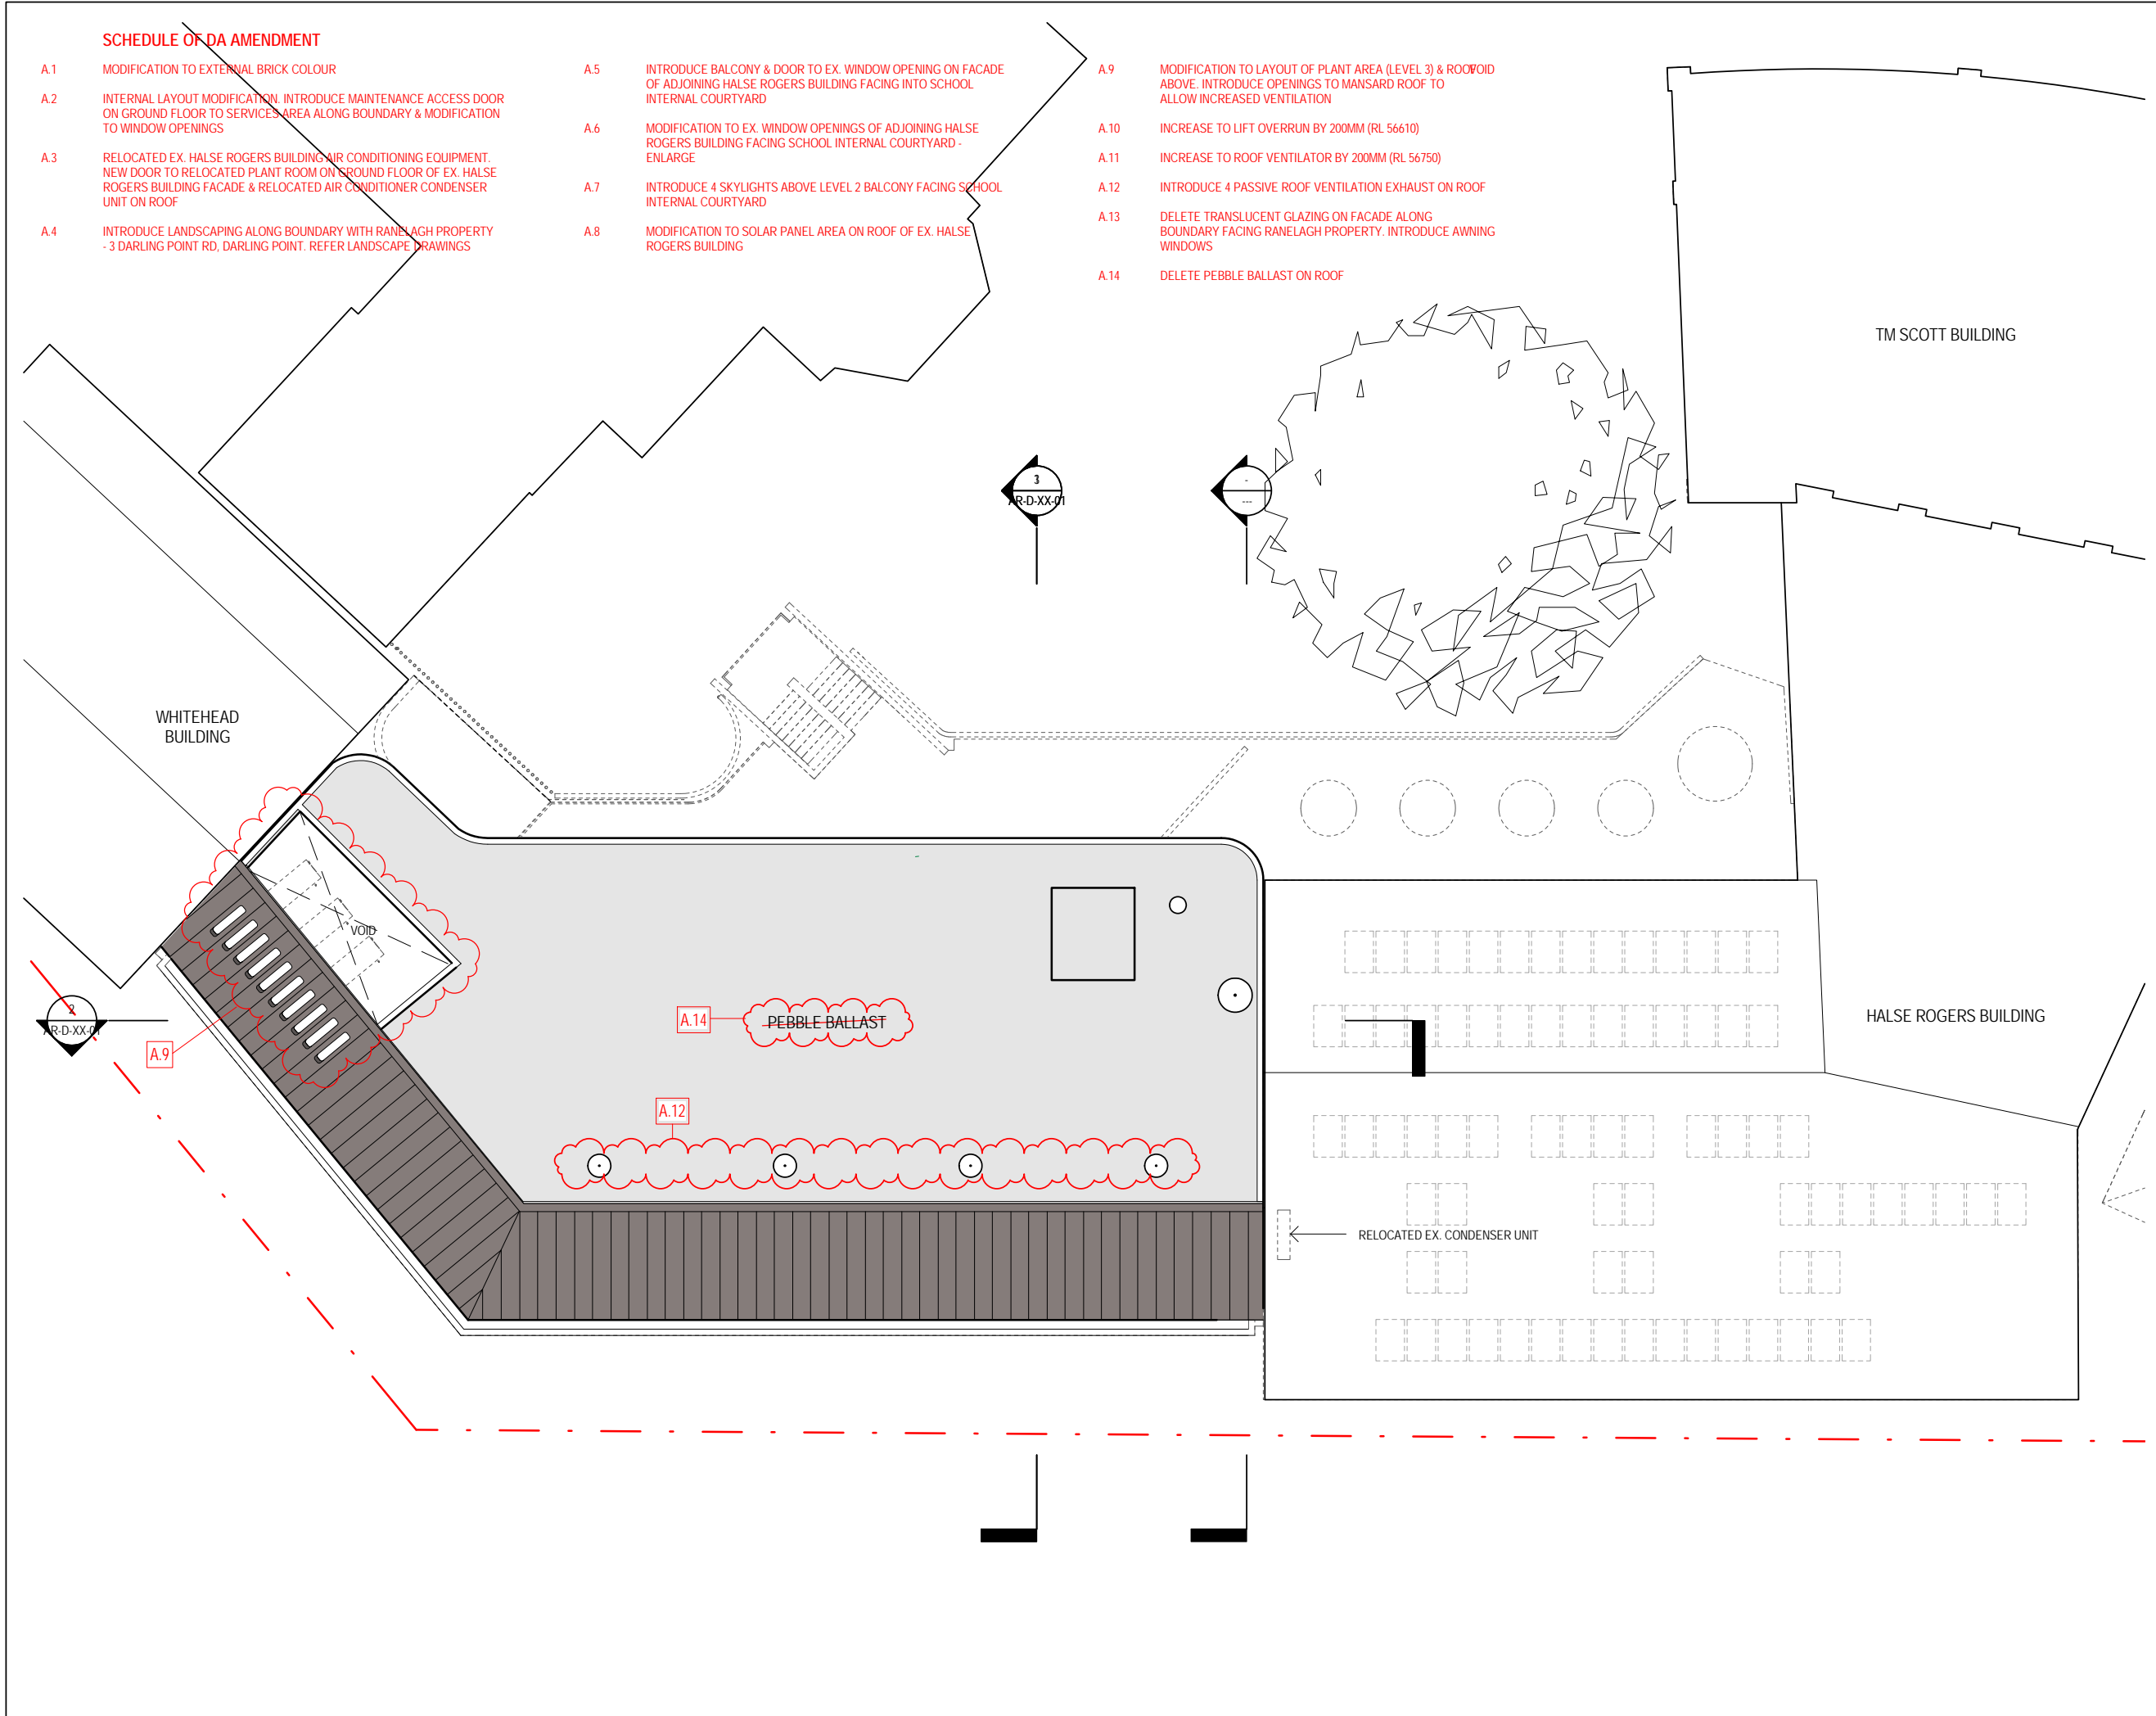 SCHEDULE OF DA AMENDMENT
A.1 MODIFICATION TO EXTERNAL BRICK COLOUR
A.2 INTERNAL LAYOUT MODIFICATION. INTRODUCE MAINTENANCE ACCESS DOOR
ON GROUND FLOOR TO SERVICES AREA ALONG BOUNDARY & MODIFICATION
TO WINDOW OPENINGS
A.3 RELOCATED EX. HALSE ROGERS BUILDING AIR CONDITIONING EQUIPMENT.
NEW DOOR TO RELOCATED PLANT ROOM ON GROUND FLOOR OF EX. HALSE
ROGERS BUILDING FACADE & RELOCATED AIR CONDITIONER CONDENSER
UNIT ON ROOF
A.4 INTRODUCE LANDSCAPING ALONG BOUNDARY WITH RANELAGH PROPERTY
- 3 DARLING POINT RD, DARLING POINT. REFER LANDSCAPE DRAWINGS
A.5 INTRODUCE BALCONY & DOOR TO EX. WINDOW OPENING ON FACADE
OF ADJOINING HALSE ROGERS BUILDING FACING INTO SCHOOL
INTERNAL COURTYARD
A.6 MODIFICATION TO EX. WINDOW OPENINGS OF ADJOINING HALSE
ROGERS BUILDING FACING SCHOOL INTERNAL COURTYARD -
ENLARGE
A.7 INTRODUCE 4 SKYLIGHTS ABOVE LEVEL 2 BALCONY FACING SCHOOL
INTERNAL COURTYARD
A.8 MODIFICATION TO SOLAR PANEL AREA ON ROOF OF EX. HALSE
ROGERS BUILDING
A.9 MODIFICATION TO LAYOUT OF PLANT AREA (LEVEL 3) & ROOF VOID
ABOVE. INTRODUCE OPENINGS TO MANSARD ROOF TO
ALLOW INCREASED VENTILATION
A.10 INCREASE TO LIFT OVERRUN BY 200MM (RL 56610)
A.11 INCREASE TO ROOF VENTILATOR BY 200MM (RL 56750)
A.12 INTRODUCE 4 PASSIVE ROOF VENTILATION EXHAUST ON ROOF
A.13 DELETE TRANSLUCENT GLAZING ON FACADE ALONG
BOUNDARY FACING RANELAGH PROPERTY. INTRODUCE AWNING
WINDOWS
A.14 DELETE PEBBLE BALLAST ON ROOF
TM SCOTT BUILDING
AR-D-XX-01
-
---
WHITEHEAD
BUILDING
VOID
AR-D-XX-01
A.9
A.14
PEBBLE BALLAST
HALSE ROGERS BUILDING
A.12
RELOCATED EX. CONDENSER UNIT